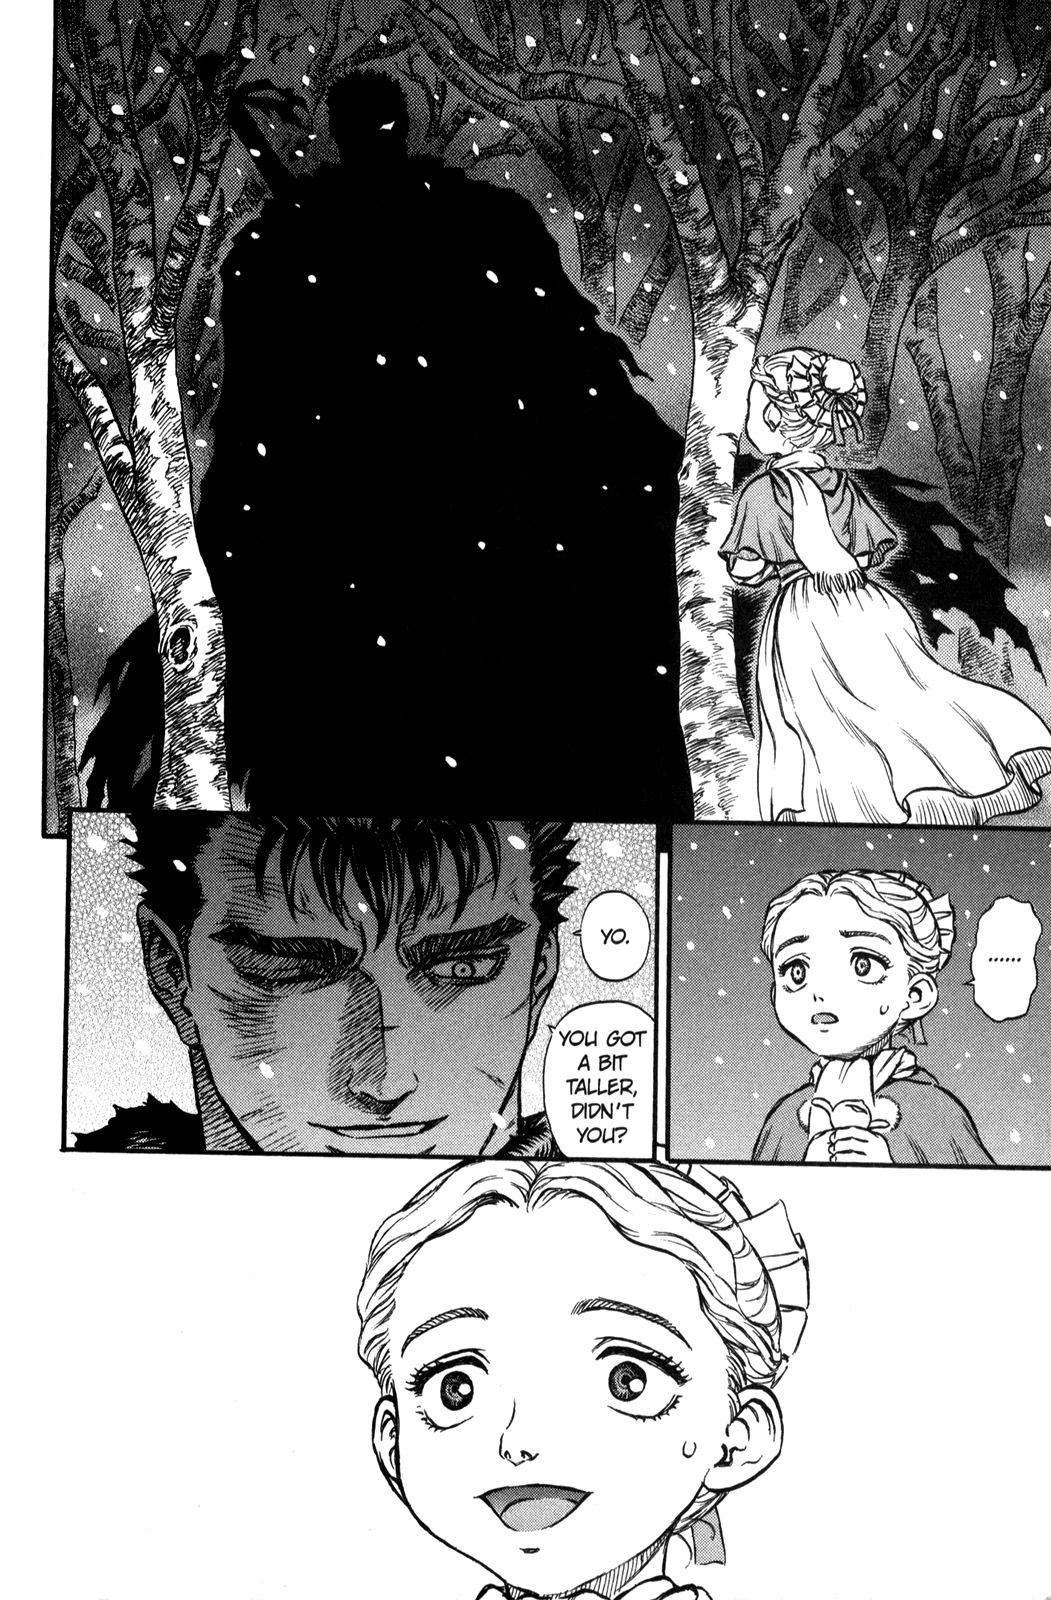 .......
YO.
YOU GOT
A BIT
TALLER,
DIDN'T
YOU?